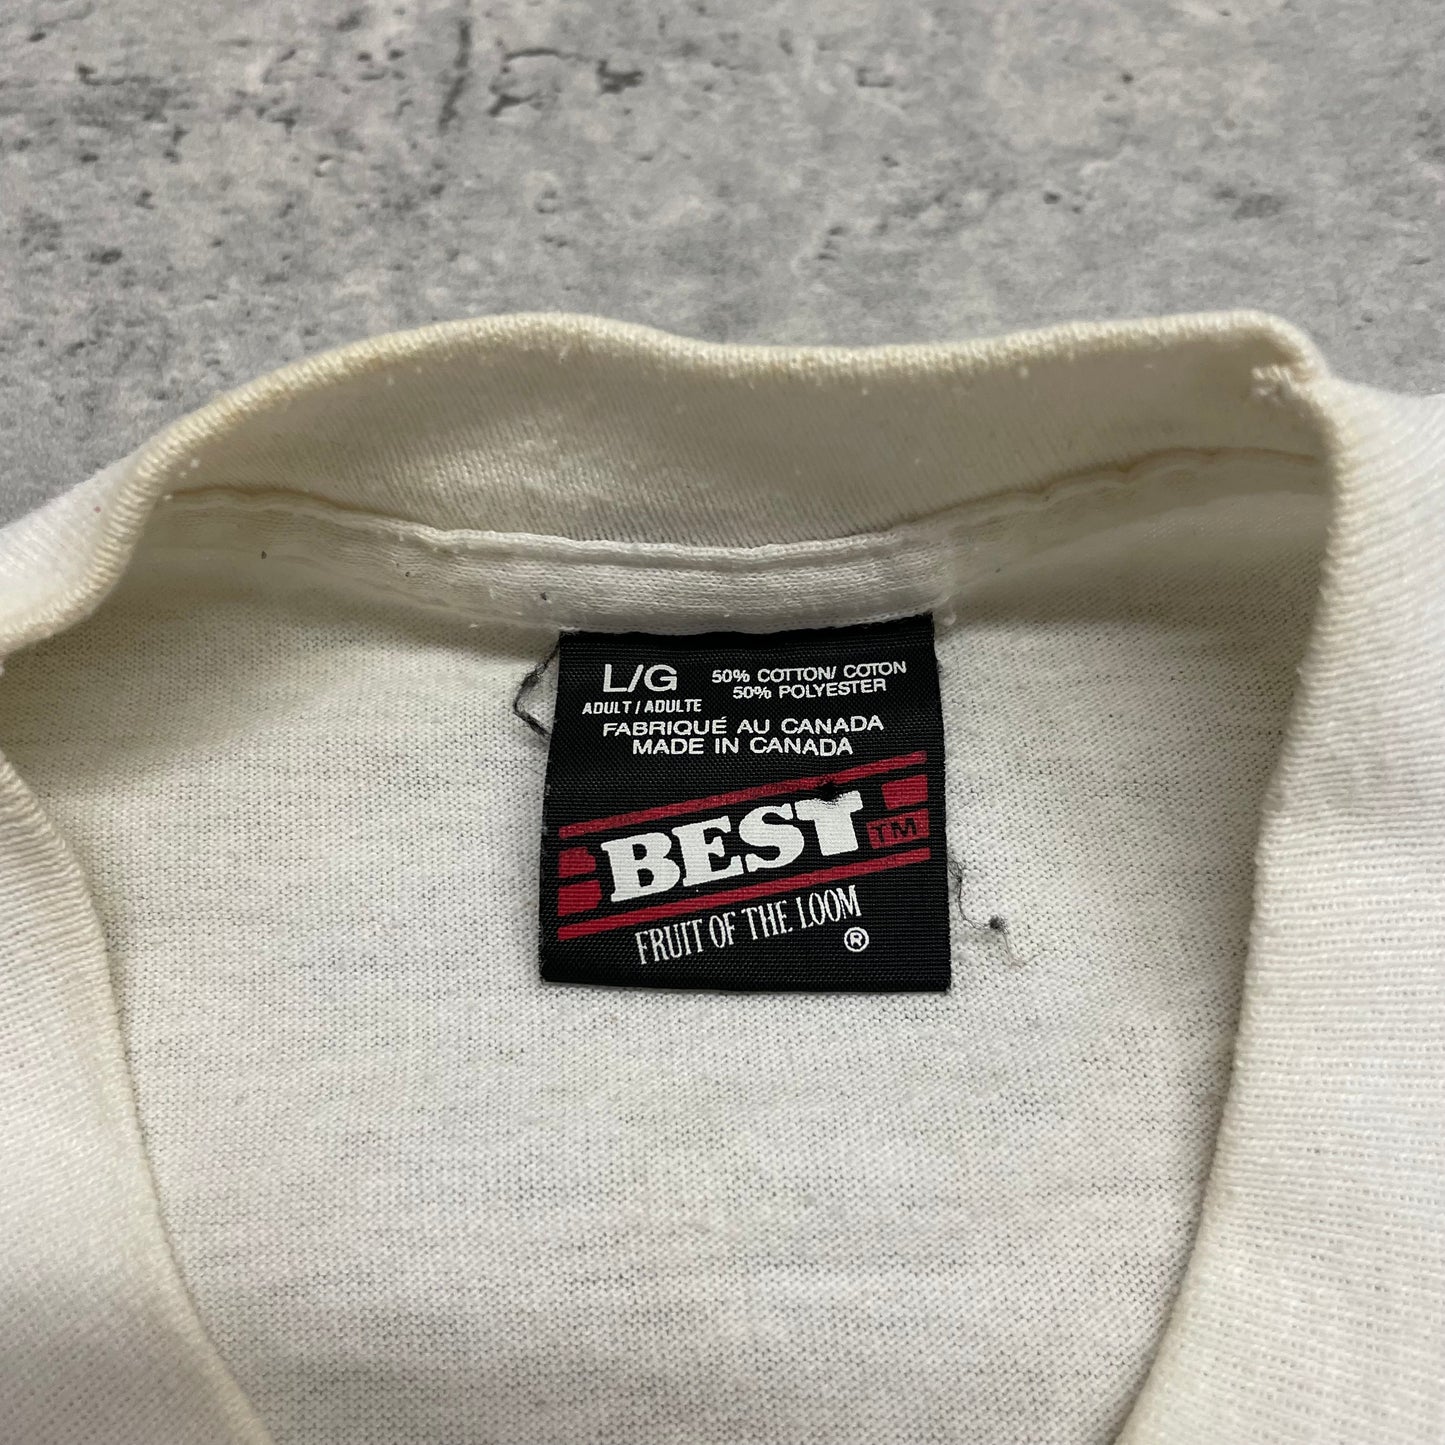 L/G 50% COTTON/ COTON
ADULT / ADULTE 50% POLYESTER
FABRIQUÉ AU CANADA
MADE IN CANADA
BEST TM
FRUIT OF THE LOOM
®